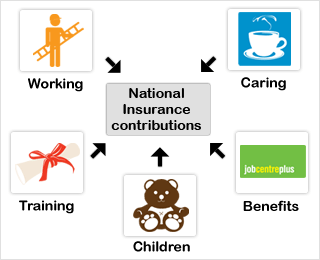 Working
Caring
National
Insurance
contributions
Training
jobcentreplus
Benefits
Children